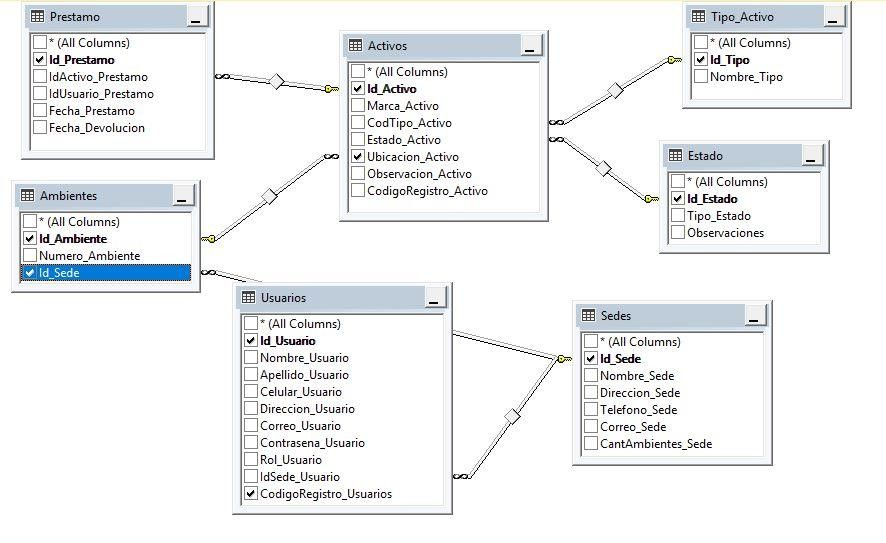 Prestamo
* (All Columns)
Id_Prestamo
IdActivo_Prestamo
IdUsuario_Prestamo
Fecha_Prestamo
Fecha_Devolucion
Activos
* (All Columns)
Id_Activo
Marca_Activo
CodTipo_Activo
Estado_Activo
Ubicacion_Activo
Observacion_Activo
CodigoRegistro_Activo
Tipo_Activo
* (All Columns)
Id_Tipo
Nombre_Tipo
Estado
* (All Columns)
Id_Estado
Tipo_Estado
Observaciones
Ambientes
* (All Columns)
Id_Ambiente
Numero_Ambiente
Id_Sede
Usuarios
* (All Columns)
Id_Usuario
Nombre_Usuario
Apellido_Usuario
Celular_Usuario
Direccion_Usuario
Correo_Usuario
Contrasena_Usuario
Rol_Usuario
IdSede_Usuario
CodigoRegistro_Usuarios
Sedes
* (All Columns)
Id_Sede
Nombre_Sede
Direccion_Sede
Telefono_Sede
Correo_Sede
CantAmbientes_Sede